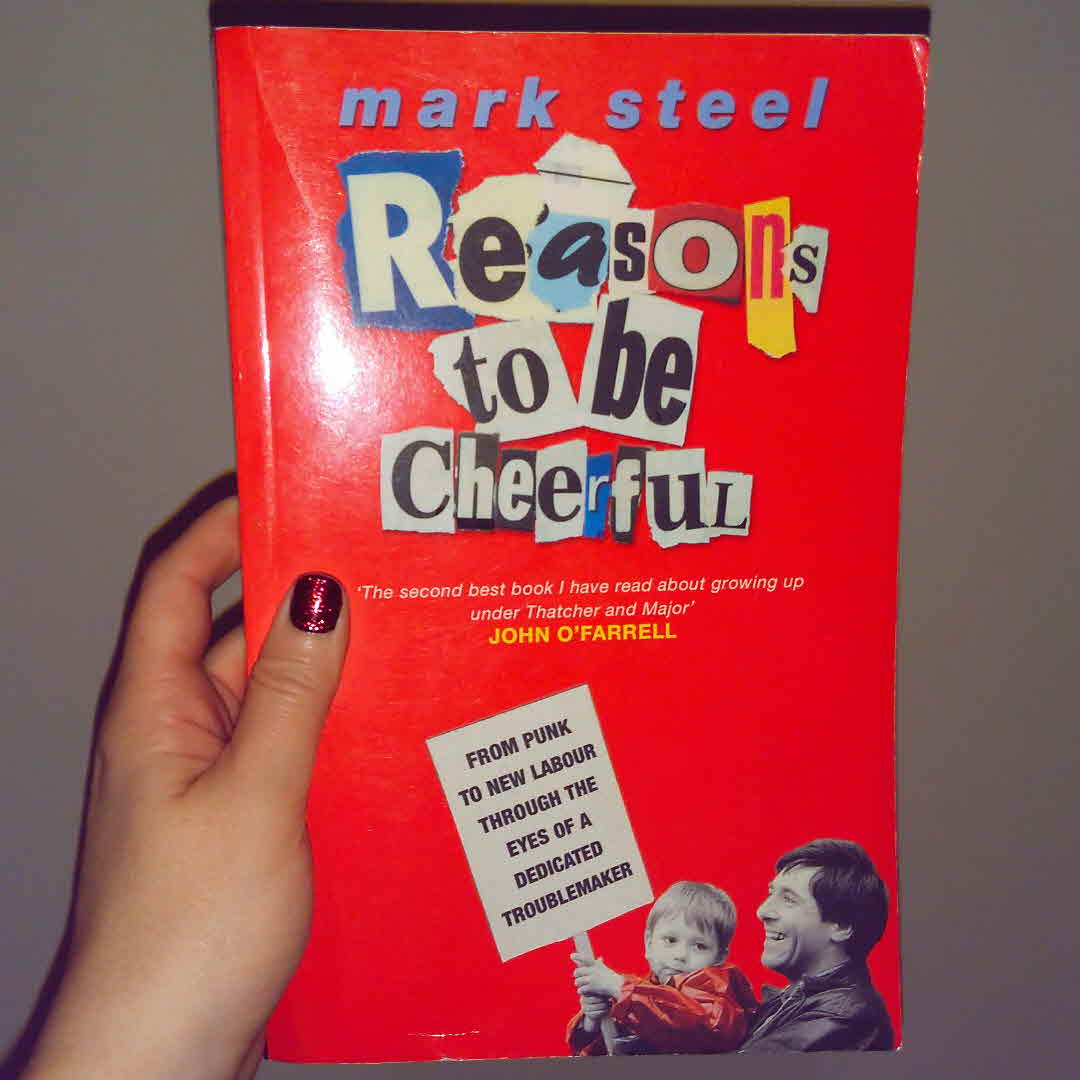 mark steel
Reasons
to be
Cheerful
‘The second best book I have read about growing up
under Thatcher and Major’
JOHN O’FARRELL
FROM PUNK
TO NEW LABOUR
THROUGH THE
EYES OF A
DEDICATED
TROUBLEMAKER